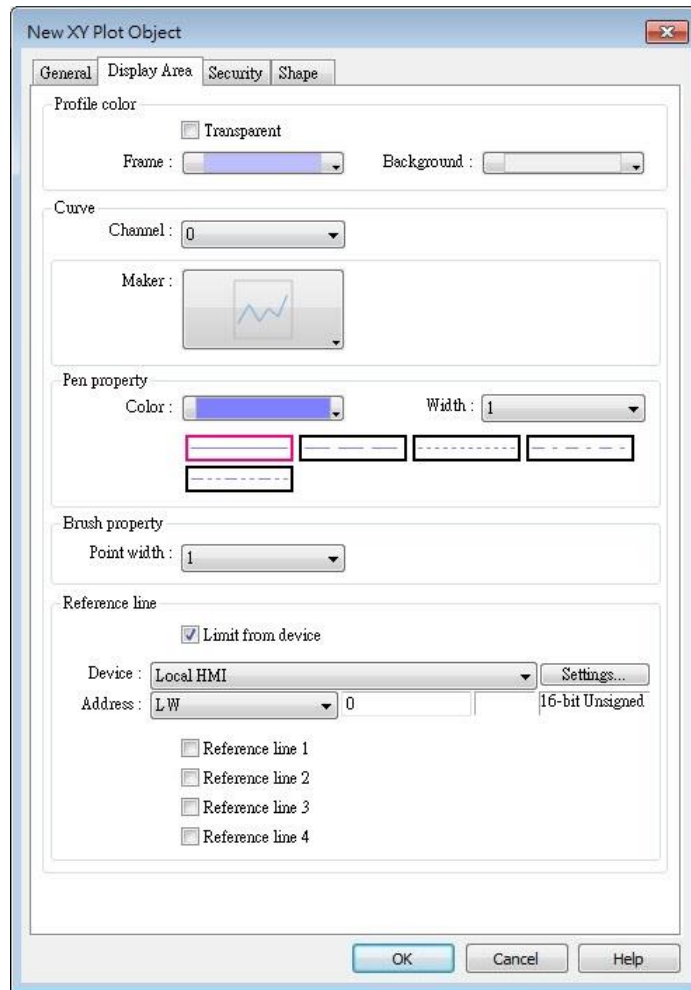 New XY Plot Object
General Display Area Security Shape
Profile color
Transparent
Frame : Background :
Curve
Channel : 0
Maker :
Pen property
Color : Width : 1
Brush property
Point width : 1
Reference line
Limit from device
Device : Local HMI Settings...
Address : LW 0 16-bit Unsigned
Reference line 1
Reference line 2
Reference line 3
Reference line 4
OK Cancel Help